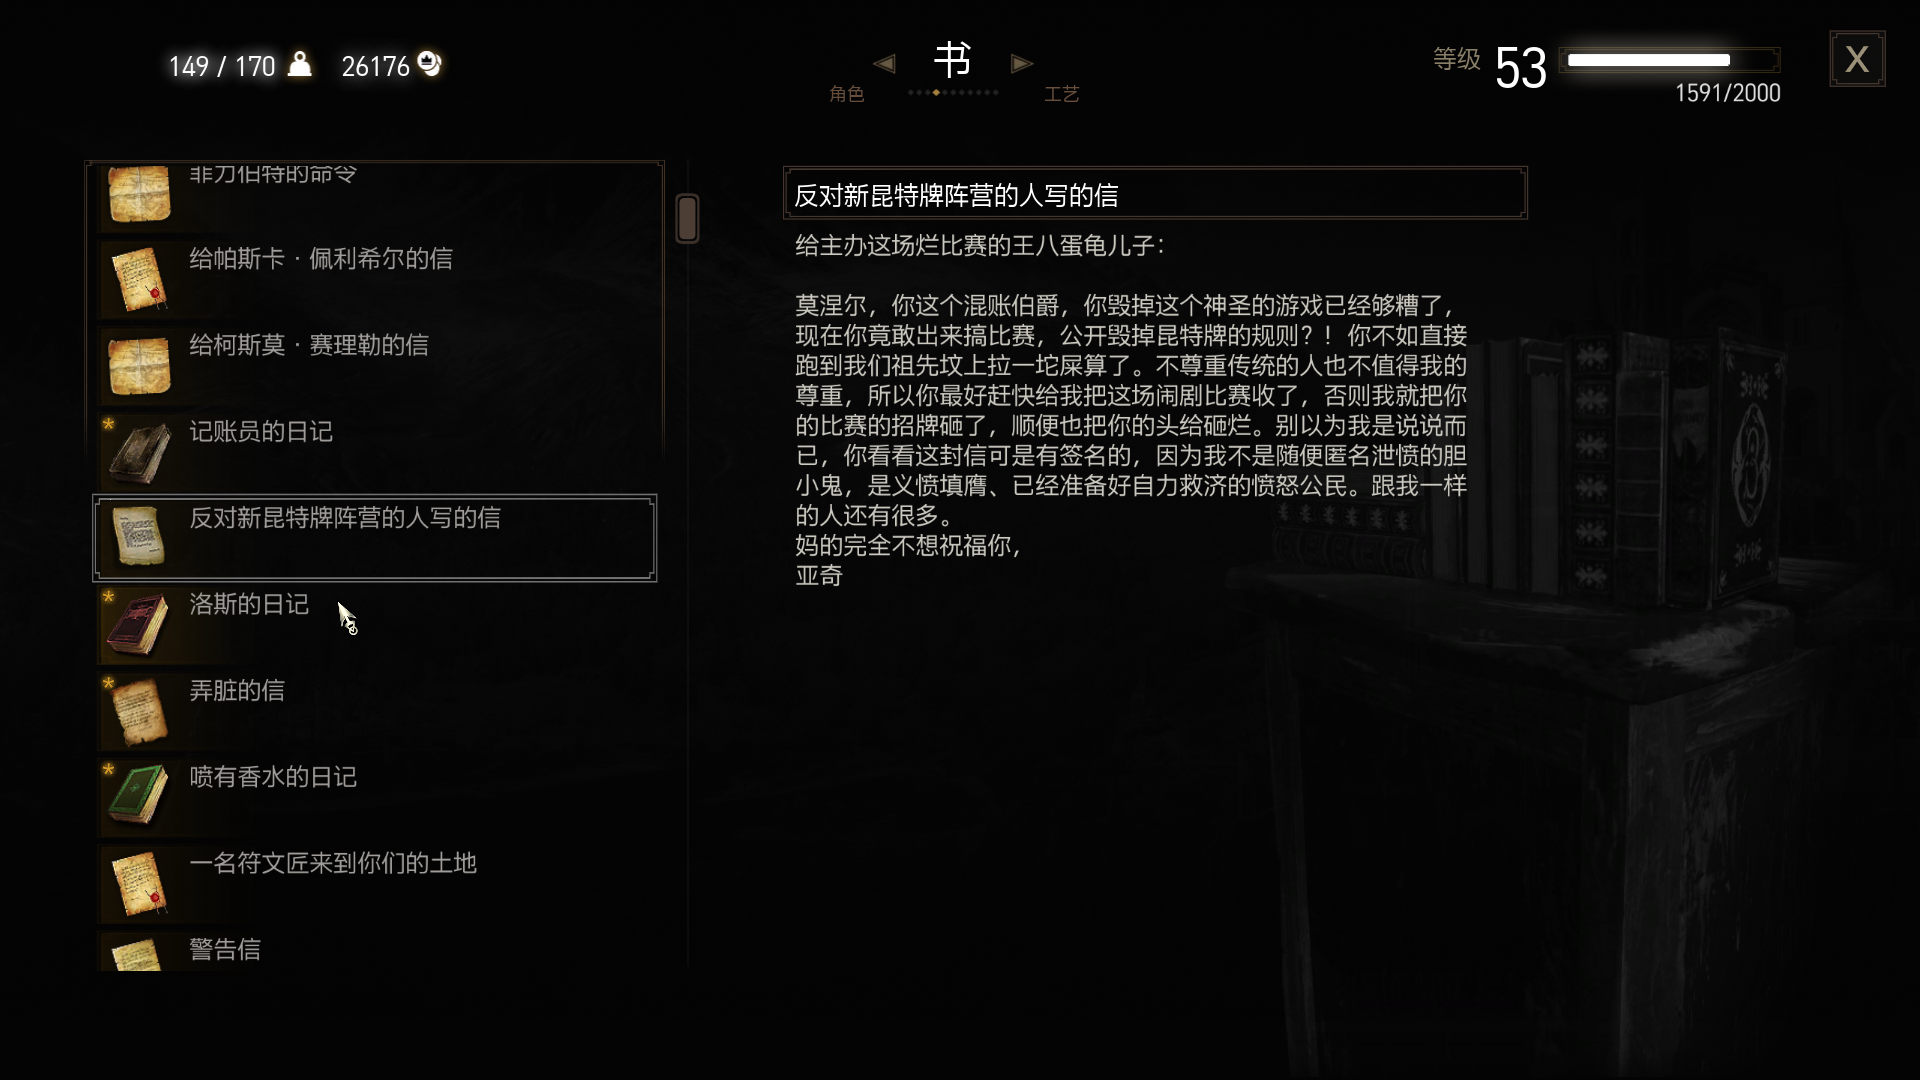 149 / 170
26176
书
角色
工艺
等级 53
1591/2000
X
菲力伯特的命令
给帕斯卡·佩利希尔的信
给柯斯莫·赛理勒的信
记账员的日记
反对新昆特牌阵营的人写的信
洛斯的日记
弄脏的信
喷有香水的日记
一名符文匠来到你们的土地
警告信
反对新昆特牌阵营的人写的信
给主办这场烂比赛的王八蛋龟儿子：
莫涅尔，你这个混账伯爵，你毁掉这个神圣的游戏已经够糟了，
现在你竟敢出来搞比赛，公开毁掉昆特牌的规则？！你不如直接
跑到我们祖先坟上拉一坨屎算了。不尊重传统的人也不值得我的
尊重，所以你最好赶快给我把这场闹剧比赛收了，否则我就把你
的比赛的招牌砸了，顺便也把你的头给砸烂。别以为我是说说而
已，你看看这封信可是有签名的，因为我不是随便匿名泄愤的胆
小鬼，是义愤填膺、已经准备好自力救济的愤怒公民。跟我一样
的人还有很多。
妈的完全不想祝福你，
亚奇